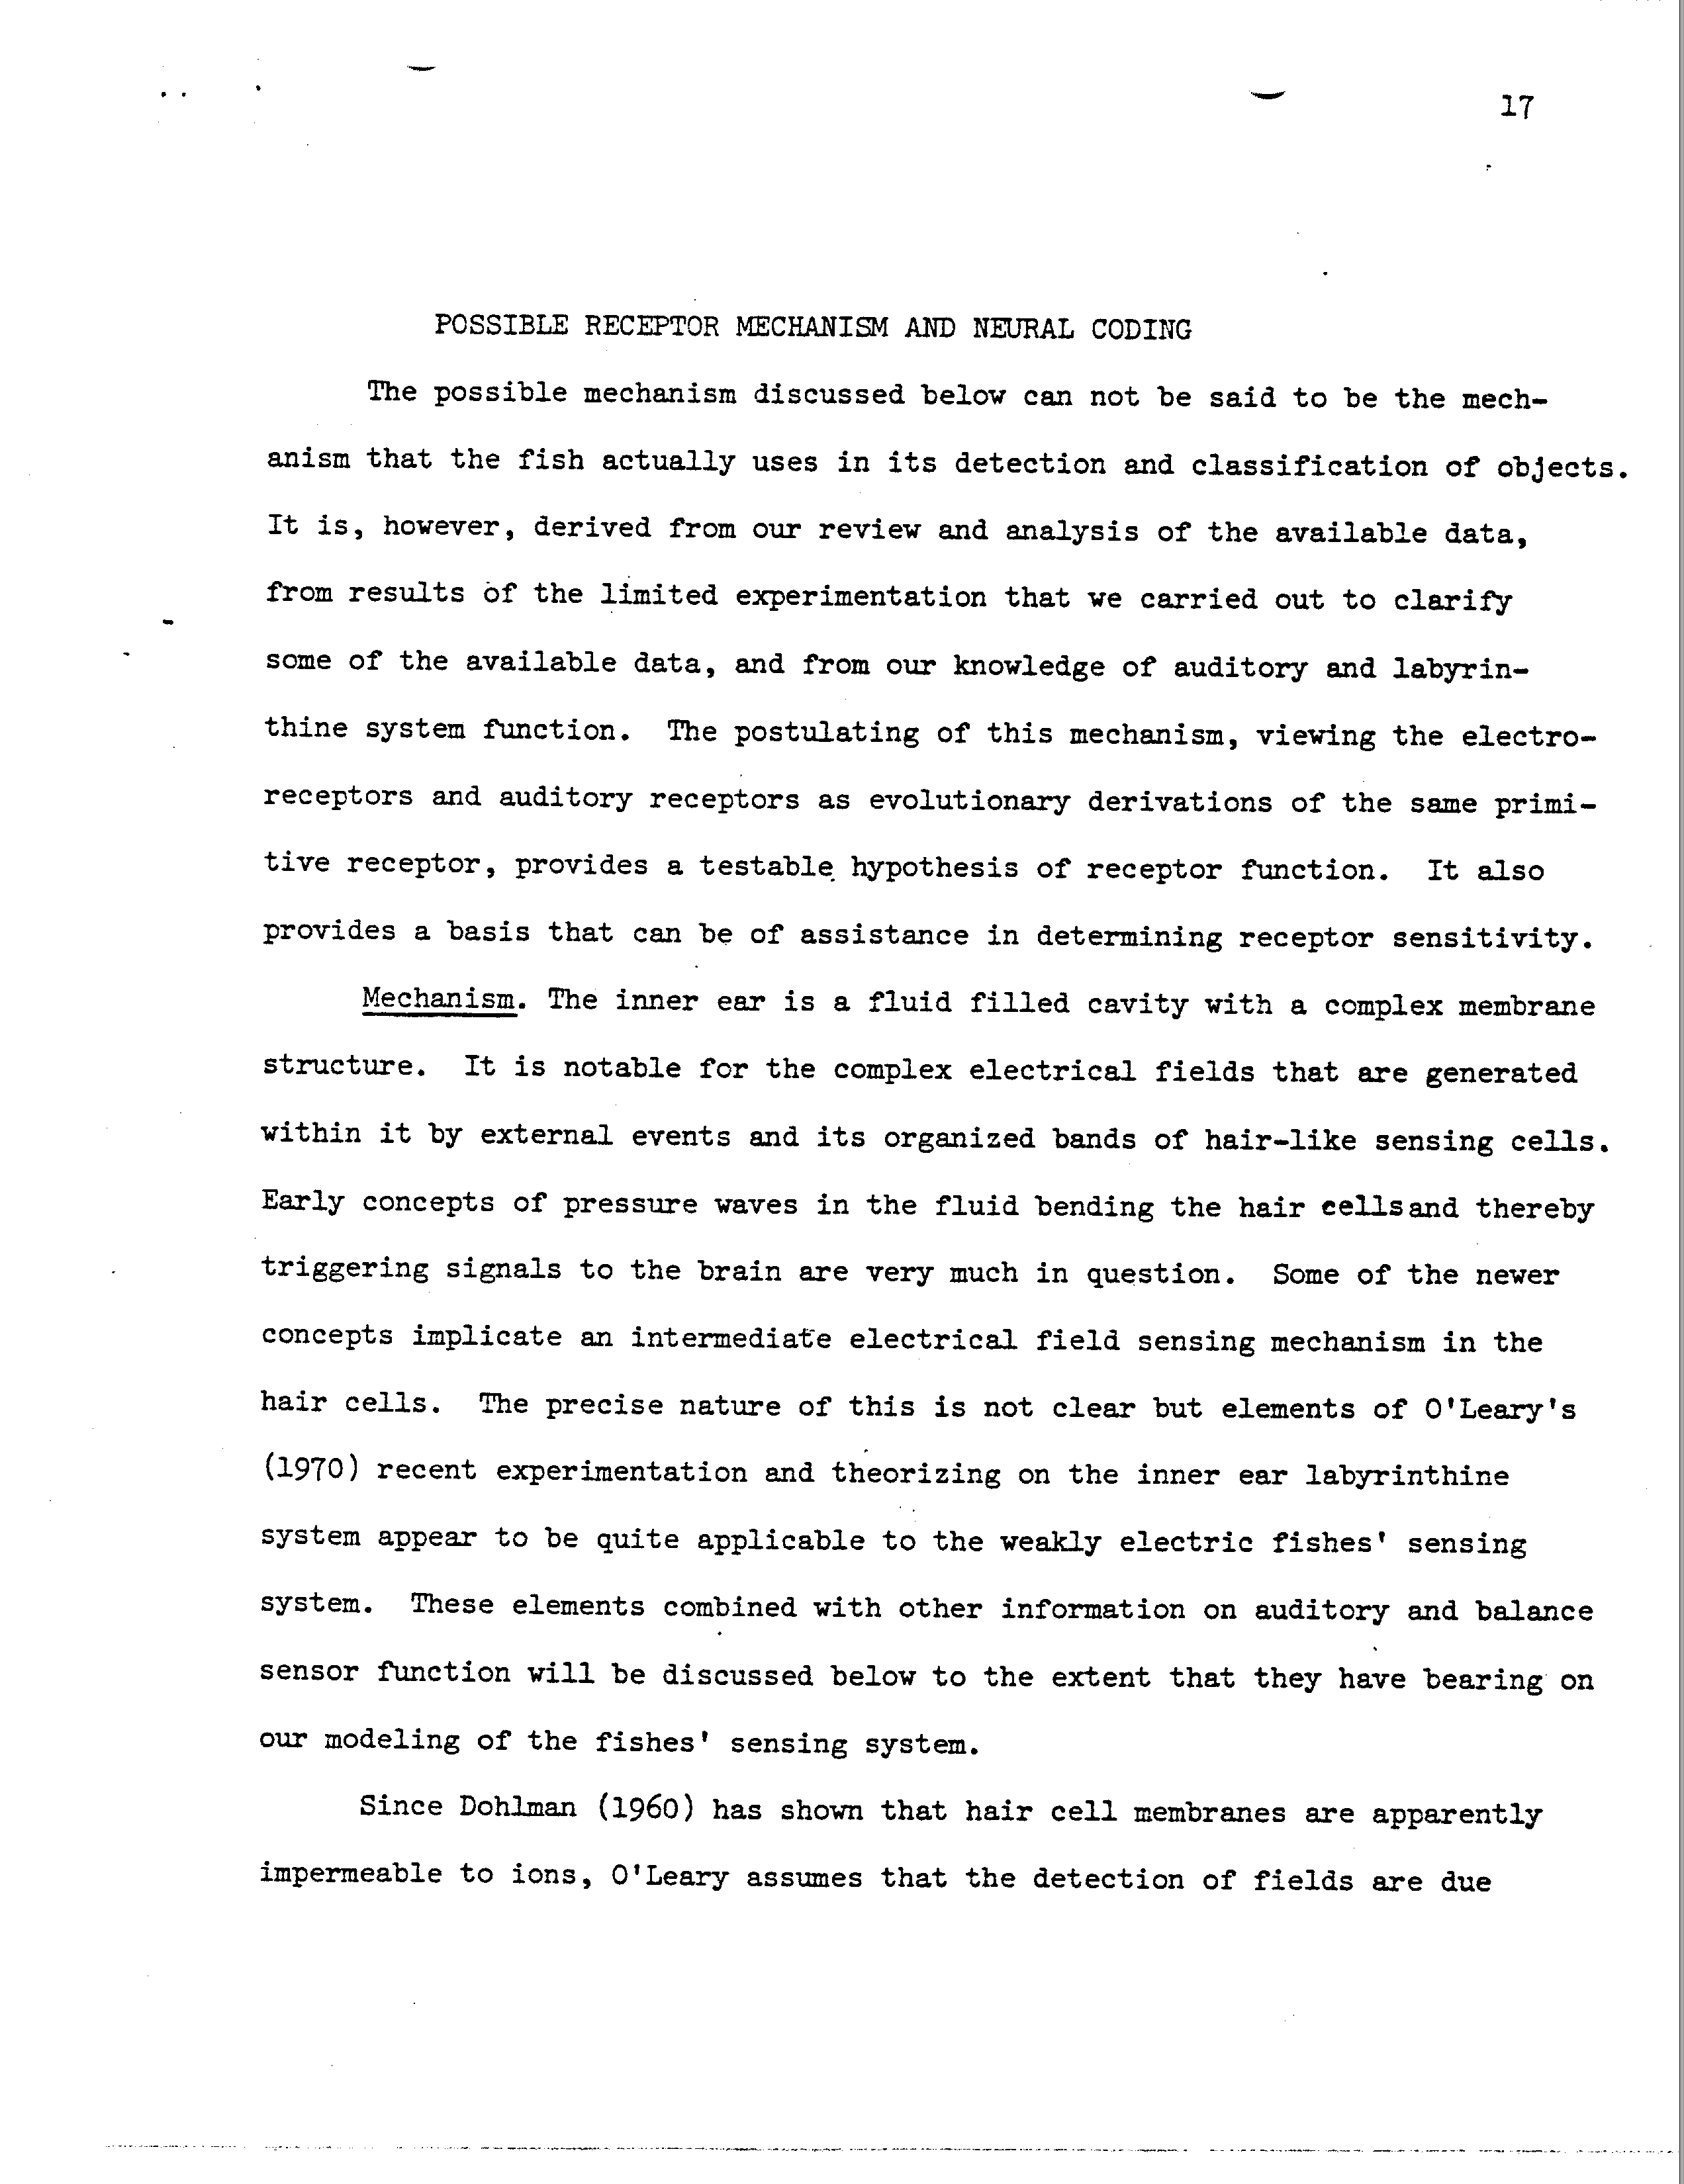 17
POSSIBLE RECEPTOR MECHANISM AND NEURAL CODING
The possible mechanism discussed below can not be said to be the mech-
anism that the fish actually uses in its detection and classification of objects.
It is, however, derived from our review and analysis of the available data,
from results of the limited experimentation that we carried out to clarify
some of the available data, and from our knowledge of auditory and labyrin-
thine system function. The postulating of this mechanism, viewing the electro-
receptors and auditory receptors as evolutionary derivations of the same primi-
tive receptor, provides a testable hypothesis of receptor function. It also
provides a basis that can be of assistance in determining receptor sensitivity.
Mechanism. The inner ear is a fluid filled cavity with a complex membrane
structure. It is notable for the complex electrical fields that are generated
within it by external events and its organized bands of hair-like sensing cells.
Early concepts of pressure waves in the fluid bending the hair cells and thereby
triggering signals to the brain are very much in question. Some of the newer
concepts implicate an intermediate electrical field sensing mechanism in the
hair cells. The precise nature of this is not clear but elements of O'Leary's
(1970) recent experimentation and theorizing on the inner ear labyrinthine
system appear to be quite applicable to the weakly electric fishes' sensing
system. These elements combined with other information on auditory and balance
sensor function will be discussed below to the extent that they have bearing on
our modeling of the fishes' sensing system.
Since Dohlman (1960) has shown that hair cell membranes are apparently
impermeable to ions, O'Leary assumes that the detection of fields are due